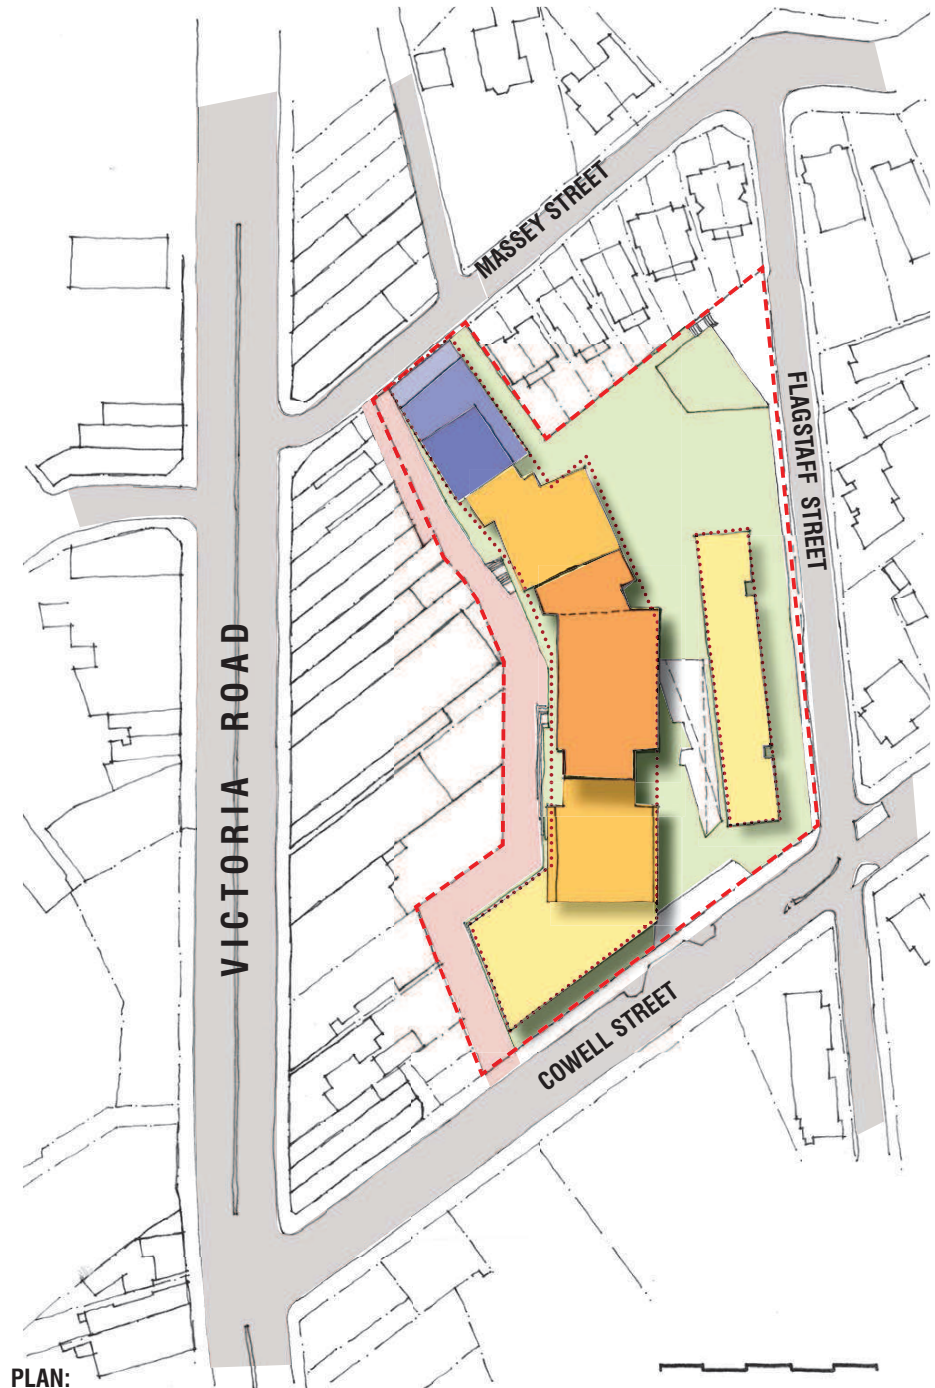 MASSEY STREET
FLAGSTAFF STREET
VICTORIA ROAD
COWELL STREET
PLAN: